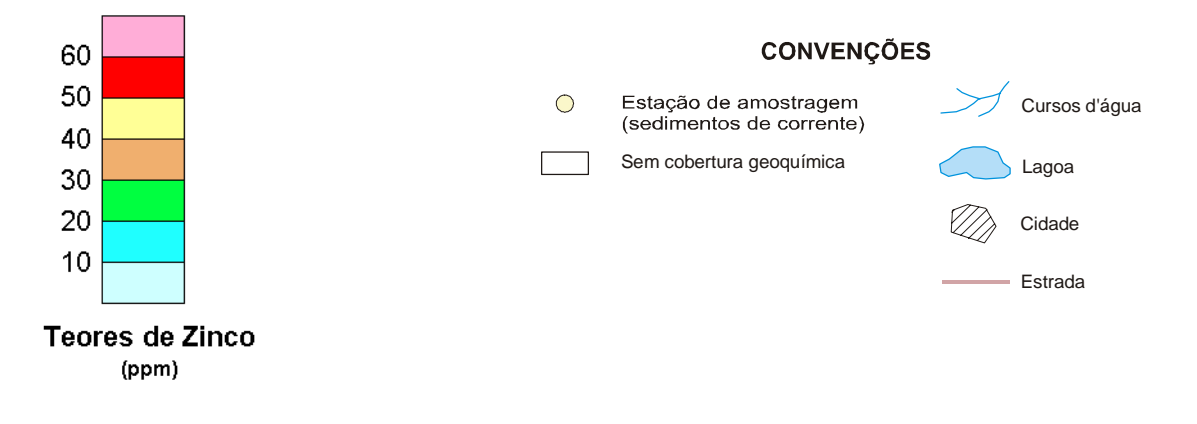 60
50
40
30
20
10
Teores de Zinco
(ppm)
CONVENÇÕES
Estação de amostragem
(sedimentos de corrente)
Sem cobertura geoquímica
Cursos d'água
Lagoa
Cidade
Estrada